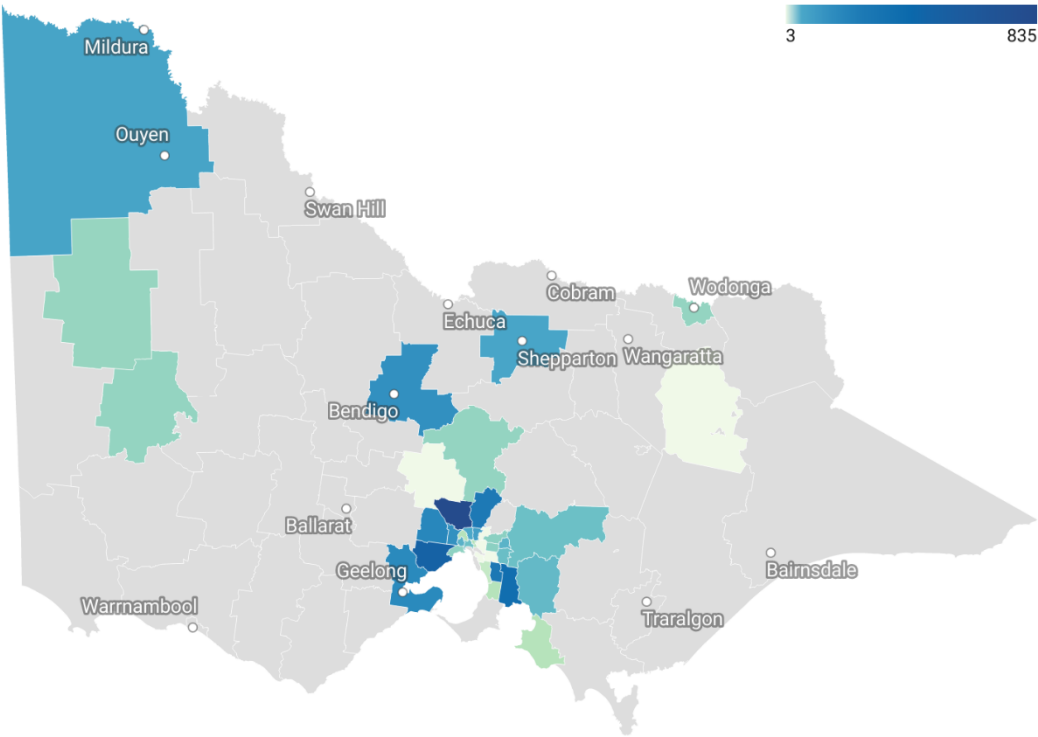 3 835
Mildura
Ouyen
Swan Hill
Wodonga
Cobram
Echuca
Shepparton Wangaratta
Bendigo
Ballarat
Geelong
Bairnsdale
Warrnambool
Traralgon